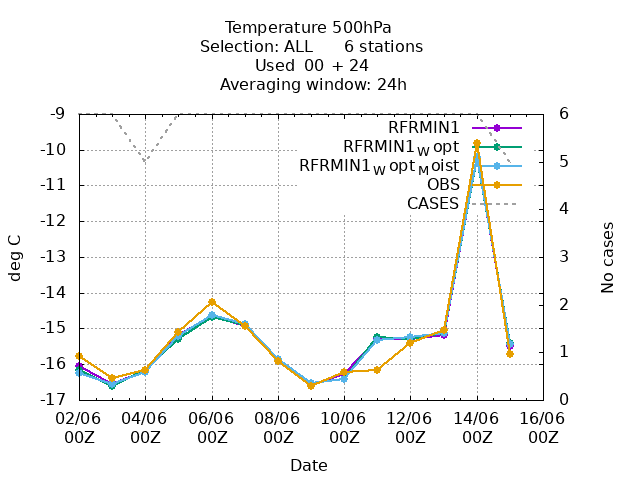 Temperature 500hPa
Selection: ALL 6 stations
Used 00 + 24
Averaging window: 24h
RFRMIN1
RFRMIN1Wopt
RFRMIN1WoptMoist
OBS
CASES
-9
-10
-11
-12
-13
-14
-15
-16
-17
deg C
6
5
4
3
2
1
0
No cases
02/06 04/06 06/06 08/06 10/06 12/06 14/06 16/06
00Z 00Z 00Z 00Z 00Z 00Z 00Z 00Z
Date